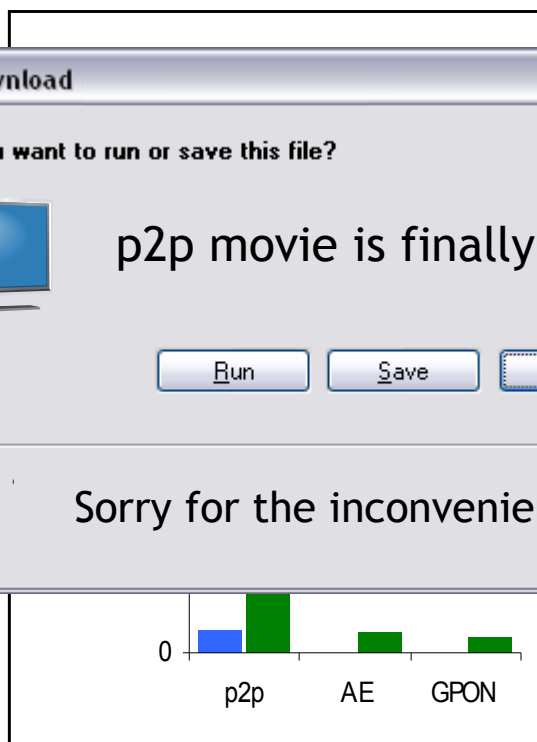 wnload
u want to run or save this file?
p2p movie is finally
Run Save
Sorry for the inconvenie
0
p2p AE GPON